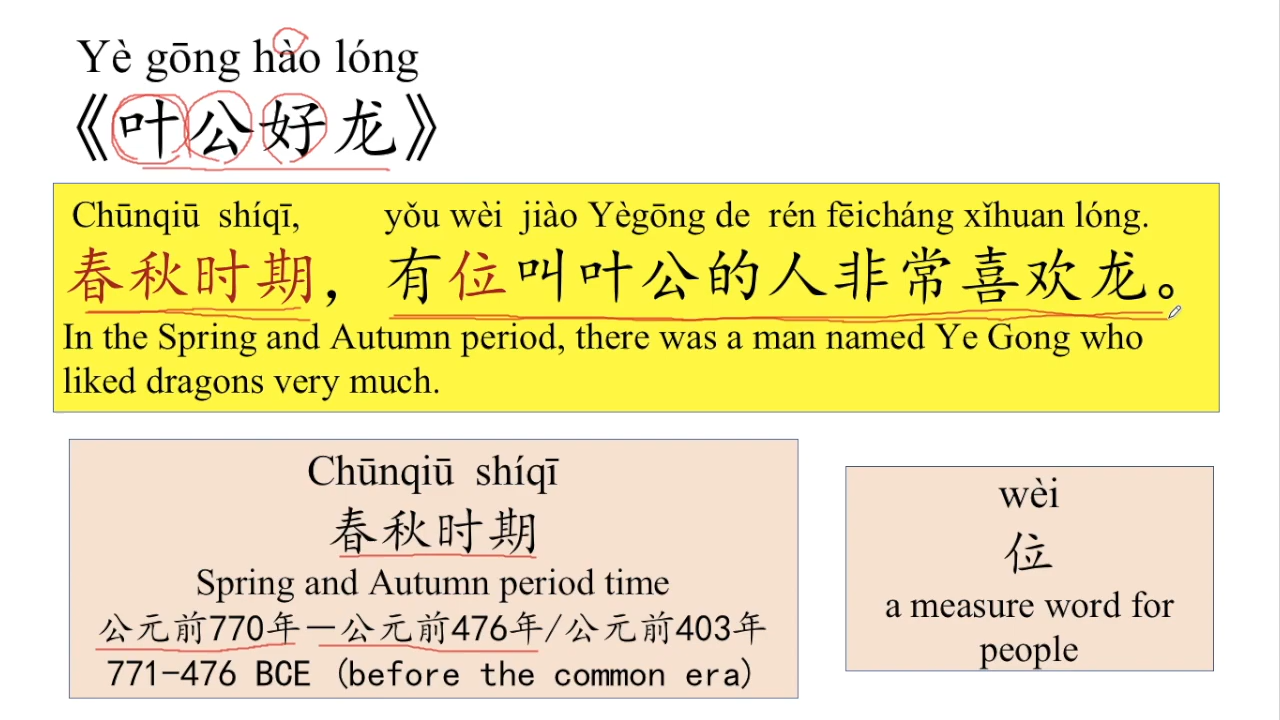 Yè gōng hào lóng
《叶公好龙》
Chūnqiū shíqī, yǒu wèi jiào Yègōng de rén fēicháng xǐhuan lóng.
春秋时期，有位叫叶公的人非常喜欢龙。
In the Spring and Autumn period, there was a man named Ye Gong who
liked dragons very much.
Chūnqiū shíqī
春秋时期
Spring and Autumn period time
公元前770年－公元前476年/公元前403年
771-476 BCE (before the common era)
wèi
位
a measure word for
people